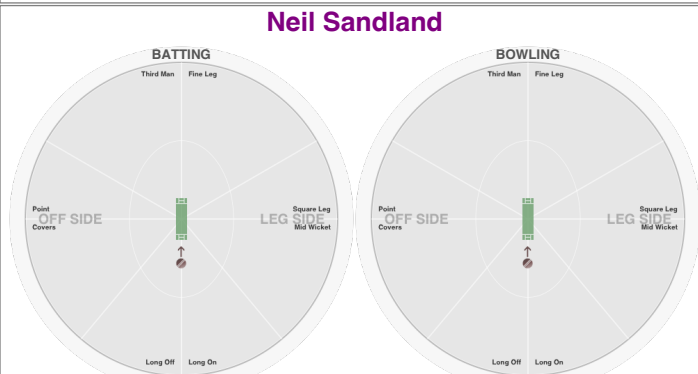 Neil Sandland
BATTING
Third Man Fine Leg
Point
OFF SIDE
Covers
Square Leg
LEG SIDE
Mid Wicket
Long Off Long On
BOWLING
Third Man Fine Leg
Point
OFF SIDE
Covers
Square Leg
LEG SIDE
Mid Wicket
Long Off Long On